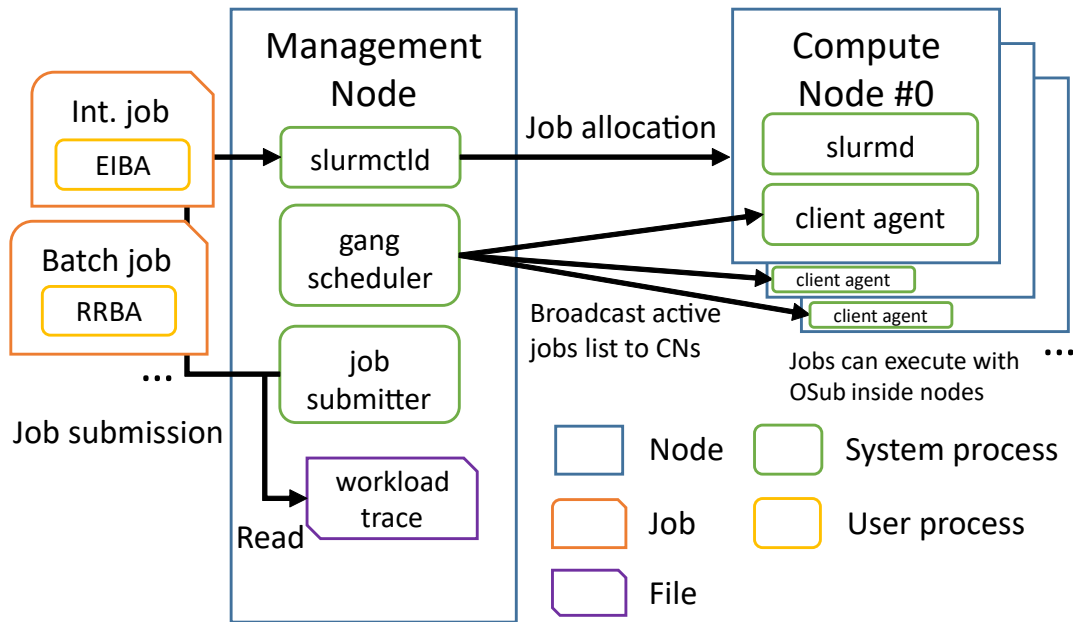 Management
Node
Compute
Node #0
Int. job
EIBA
slurmctld
Job allocation
slurmd
client agent
gang
scheduler
Batch job
RRBA
client agent
client agent
Broadcast active
jobs list to CNs
job
submitter
...
Jobs can execute with
OSub inside nodes
...
Job submission
workload
trace
Read
Node
System process
Job
User process
File